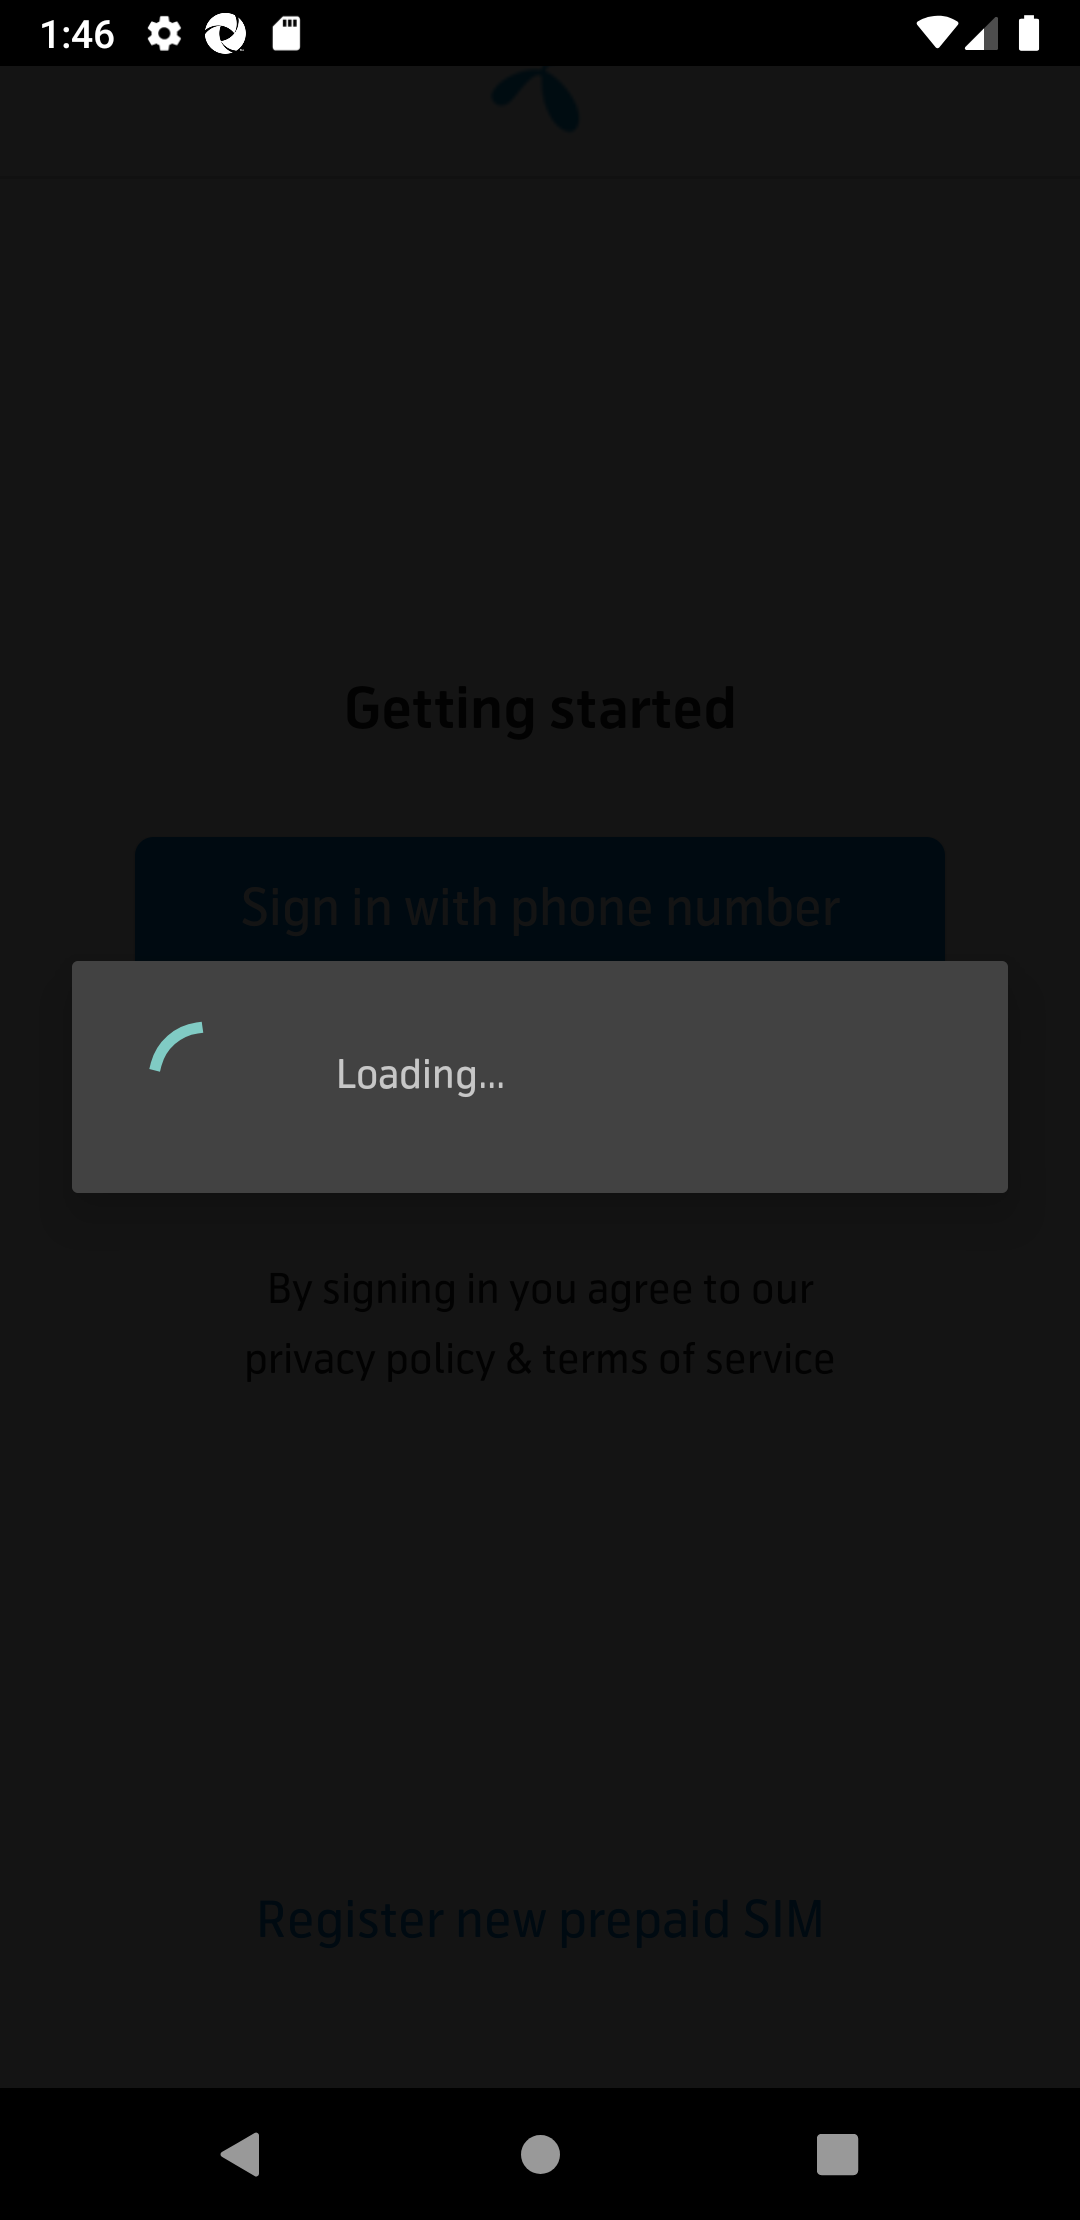 1:46
Getting started
Sign in with phone number
Loading...
By signing in you agree to our
privacy policy & terms of service
Register new prepaid SIM